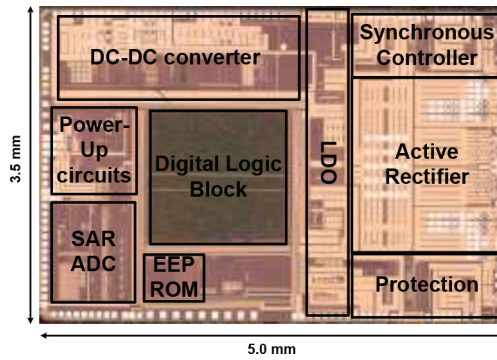 DC-DC converter
Synchronous
Controller
Power-
Up
circuits
Digital Logic
Block
LDO
Active
Rectifier
SAR
ADC
EEP
ROM
Protection
3.5 mm
5.0 mm